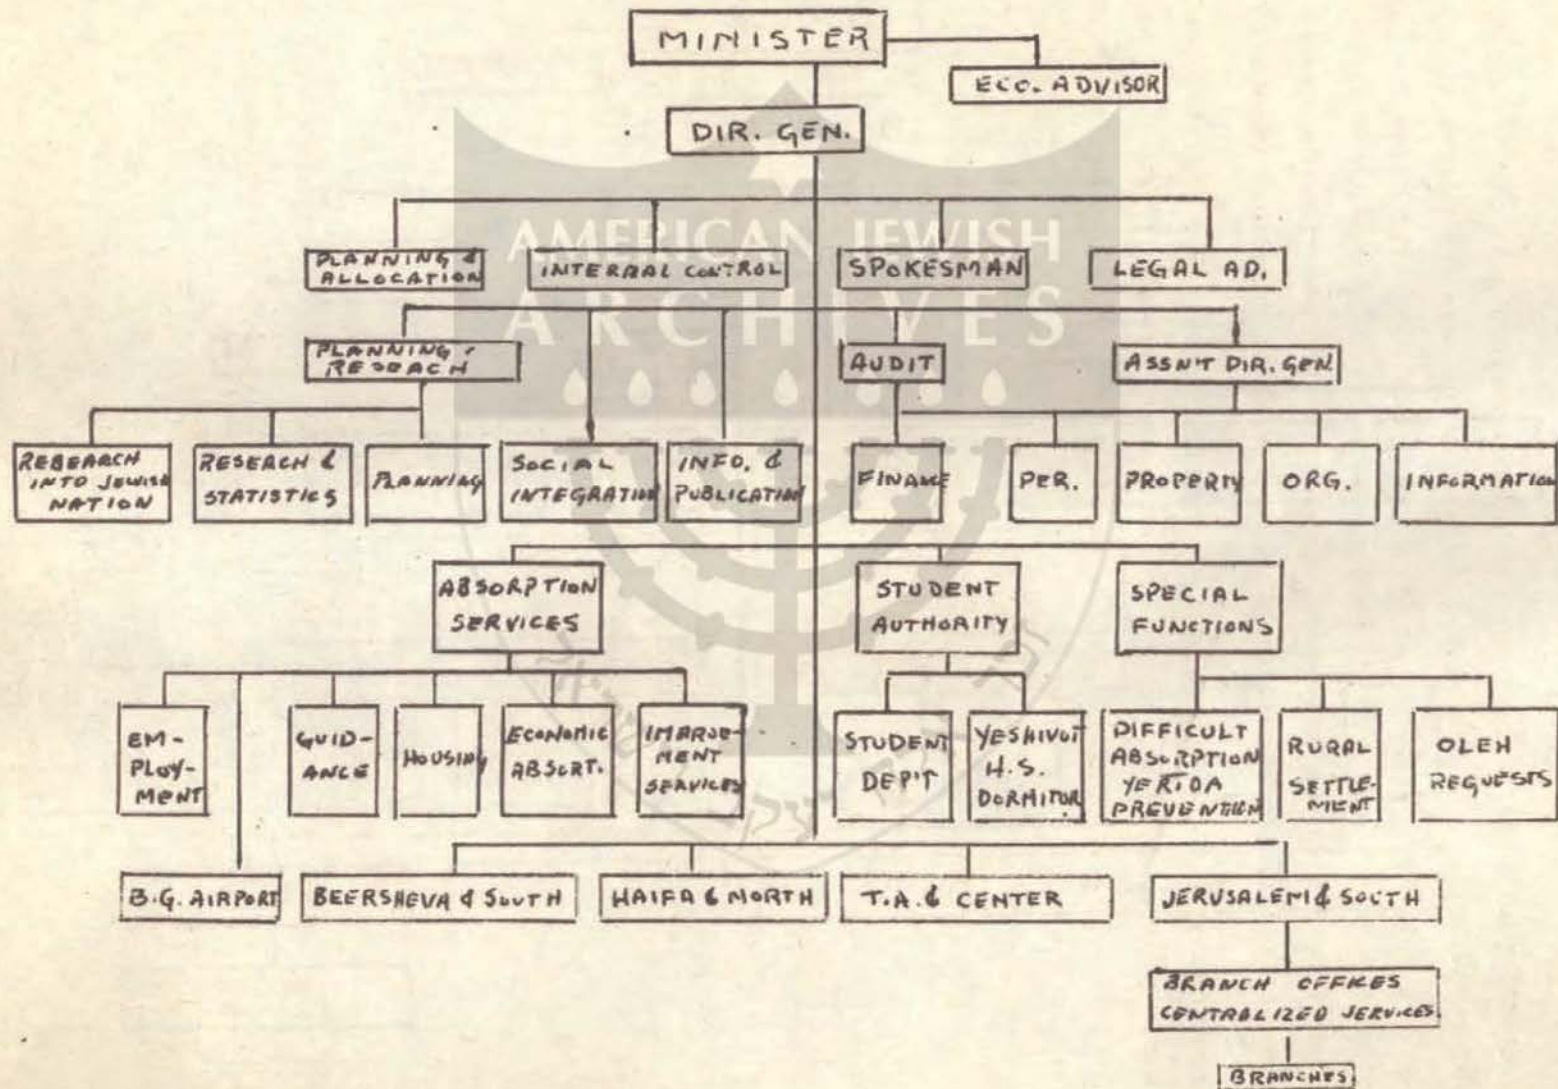 MINISTER
ECO. ADVISOR
DIR. GEN.
PLANNING &
ALLOCATION
INTERNAL CONTROL
SPOKESMAN
LEGAL AD.
AMERICAN JEWISH
ARCHIVES
PLANNING &
RESEACH
AUDIT
ASSN'T DIR. GEN.
RESEARCH
INTO JEWISH
NATION
RESEARCH &
STATISTICS
PLANNING
SOCIAL
INTEGRATION
INFO. &
PUBLICATION
FINANCE
PER.
PROPERTY
ORG.
INFORMATION
ABSORPTION
SERVICES
STUDENT
AUTHORITY
SPECIAL
FUNCTIONS
EM-
PLOY-
MENT
GUID-
ANCE
HOUSING
ECONOMIC
ABSORT.
IMPROVE-
MENT
SERVICES
STUDENT
DEP'T
YESHIVOT
H.S.
DORMITOR
DIFFICULT
ABSORPTION
YERIDA
PREVENTION
RURAL
SETTLE-
MENT
OLEH
REQUESTS
B.G. AIRPORT
BEERSHEVA & SOUTH
HAIFA & NORTH
T.A. & CENTER
JERUSALEM & SOUTH
BRANCH OFFICES
CENTRALIZED SERVICES
BRANCHES